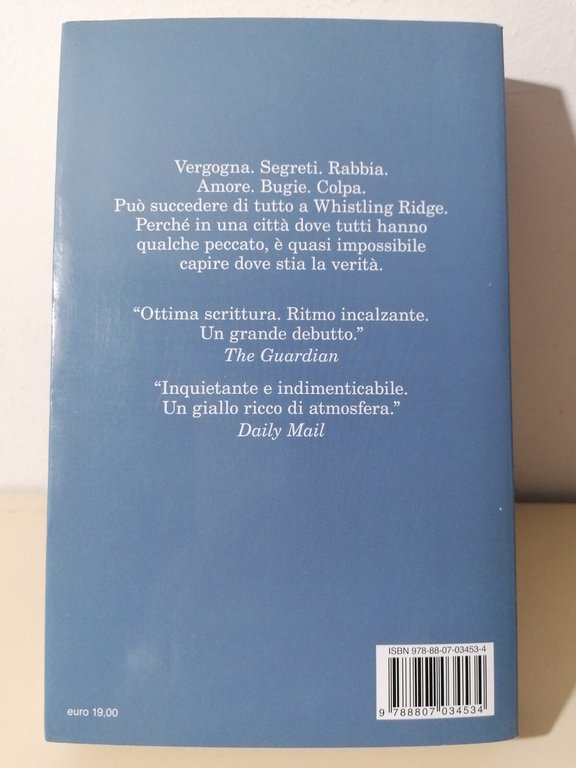 Vergogna. Segreti. Rabbia.
Amore. Bugie. Colpa.
Può succedere di tutto a Whistling Ridge.
Perché in una città dove tutti hanno
qualche peccato, è quasi impossibile
capire dove stia la verità.
“Ottima scrittura. Ritmo incalzante.
Un grande debutto.”
The Guardian
“Inquietante e indimenticabile.
Un giallo ricco di atmosfera.”
Daily Mail
ISBN 978-88-07-03453-4
9 788807 034534
euro 19,00